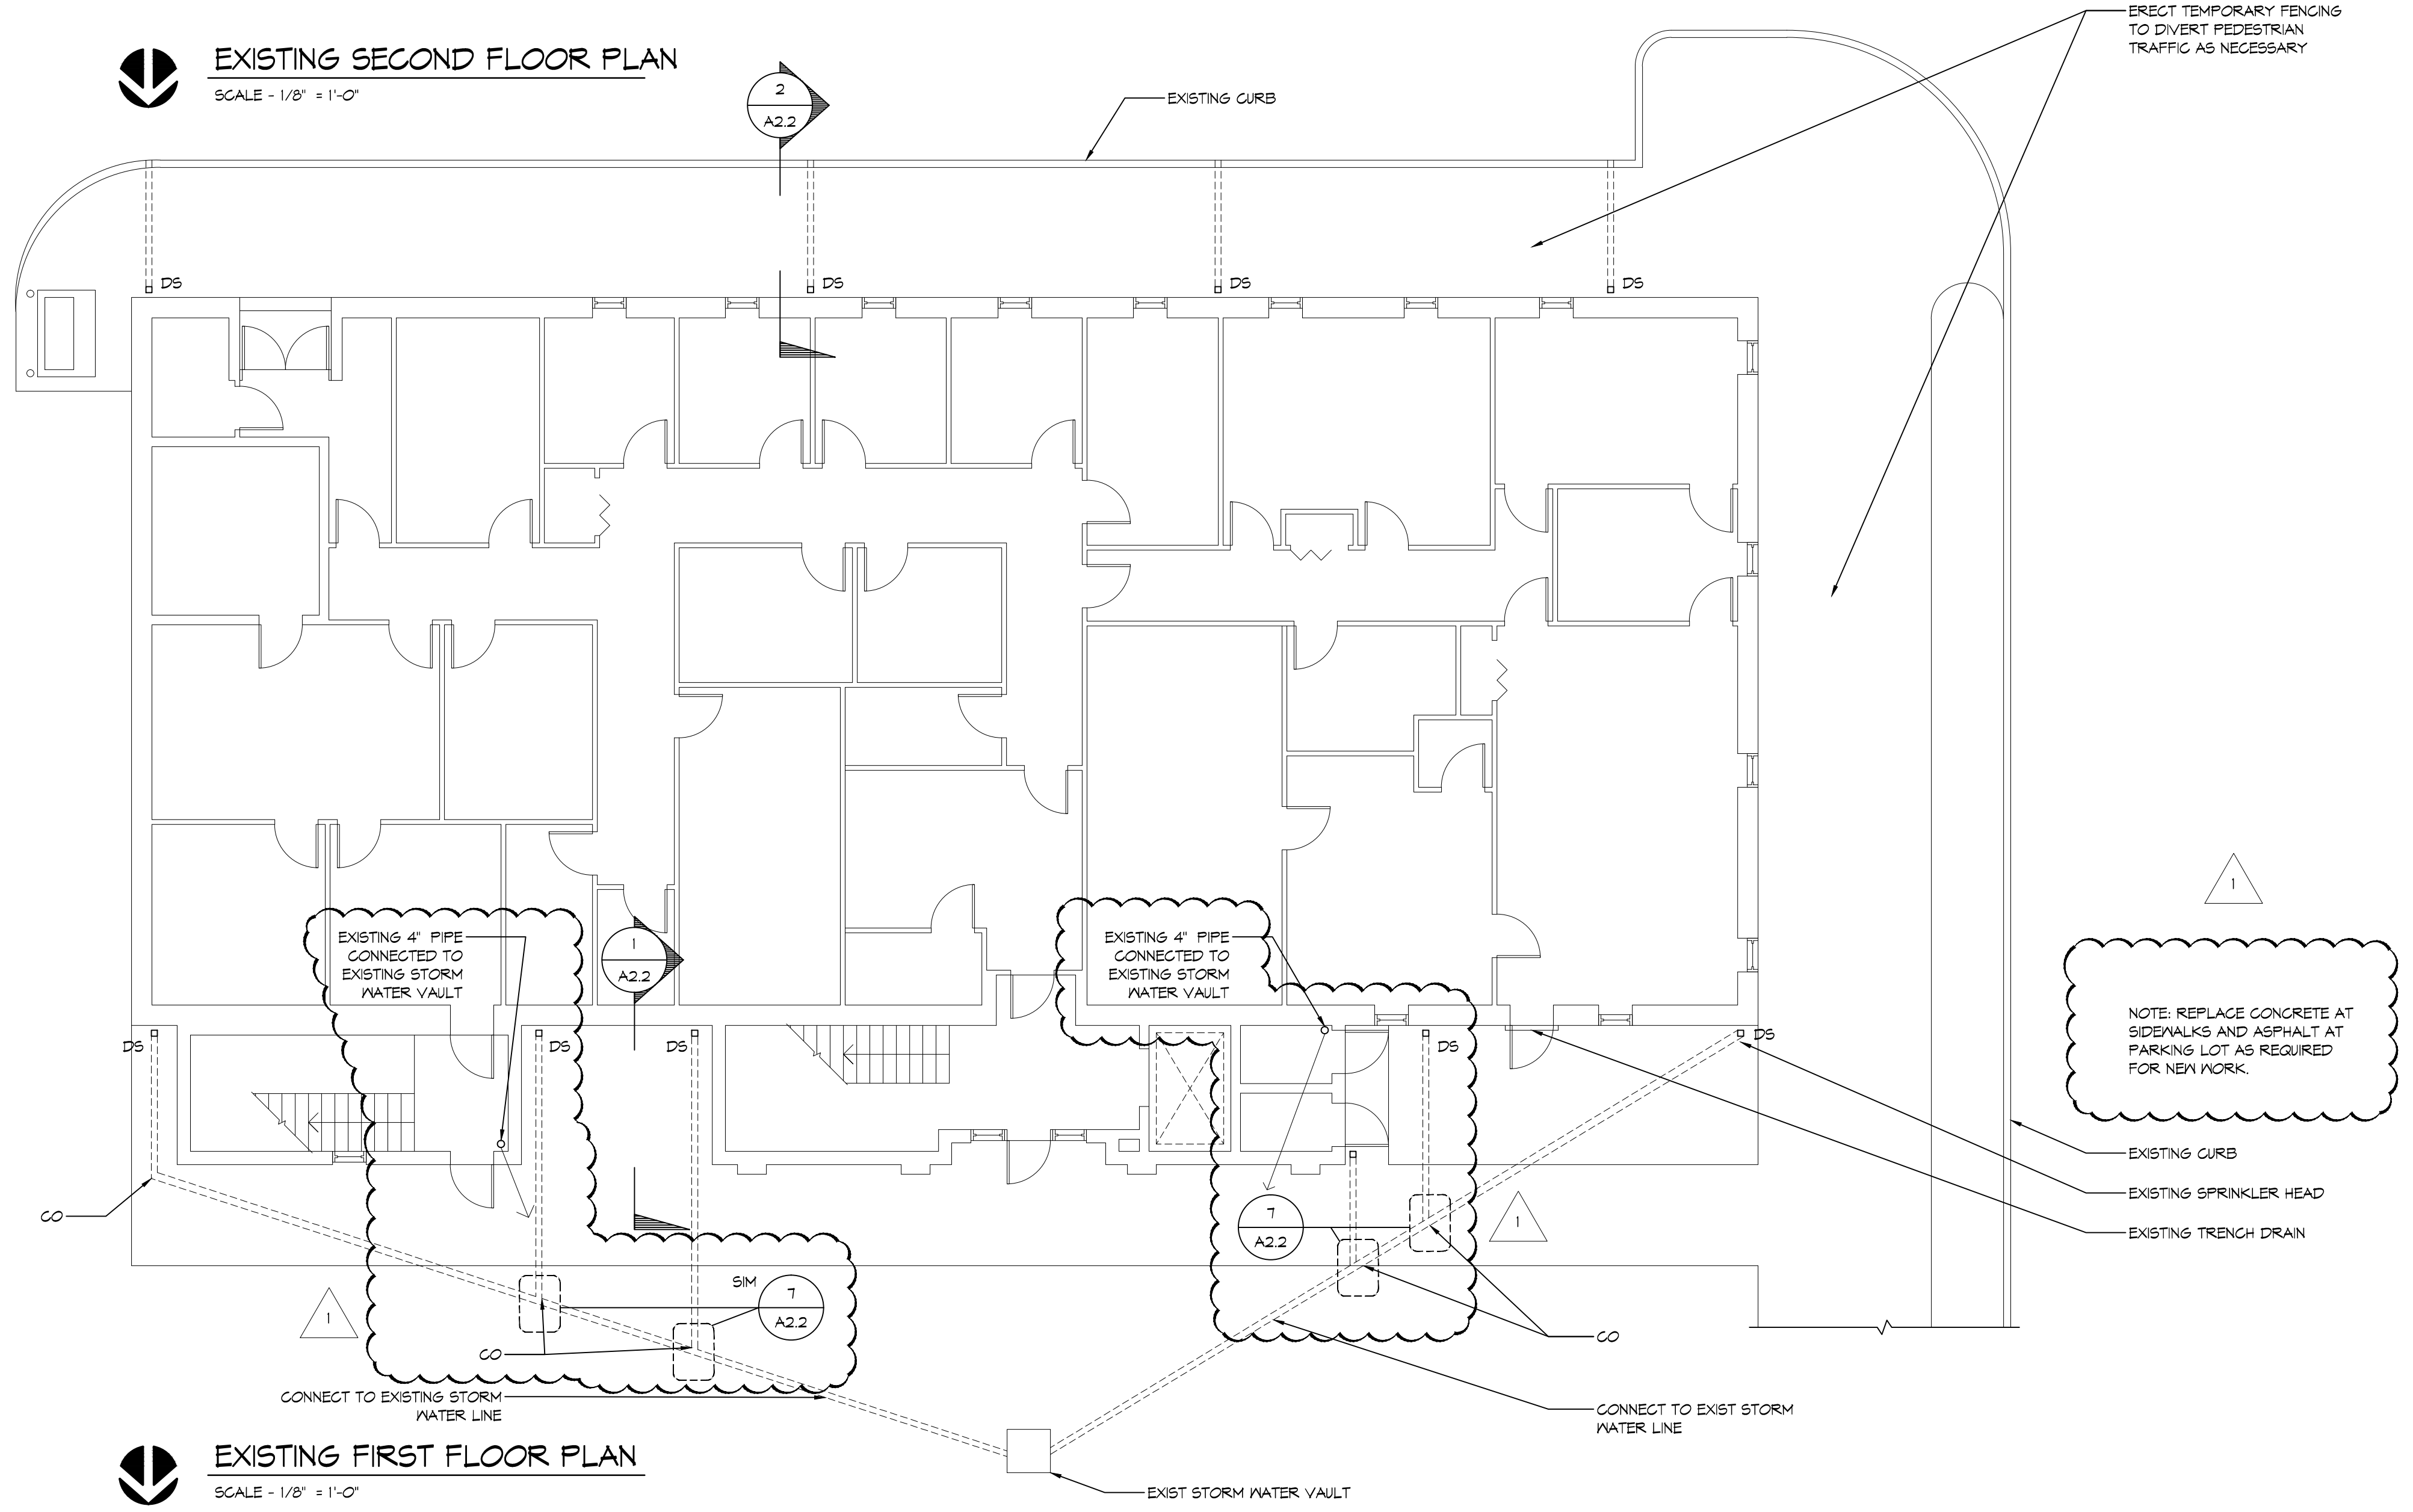 ERECT TEMPORARY FENCING
TO DIVERT PEDESTRIAN
TRAFFIC AS NECESSARY
EXISTING SECOND FLOOR PLAN
SCALE - 1/8" = 1'-0"
2
A2.2
EXISTING CURB
DS
DS
DS
DS
1
EXISTING 4" PIPE
CONNECTED TO
EXISTING STORM
WATER VAULT
1
A2.2
EXISTING 4" PIPE
CONNECTED TO
EXISTING STORM
WATER VAULT
NOTE: REPLACE CONCRETE AT
SIDEWALKS AND ASPHALT AT
PARKING LOT AS REQUIRED
FOR NEW WORK.
DS
DS
DS
DS
DS
EXISTING CURB
EXISTING SPRINKLER HEAD
EXISTING TRENCH DRAIN
CO
7
A2.2
1
SIM
7
A2.2
1
CO
CO
CONNECT TO EXISTING STORM
WATER LINE
CONNECT TO EXIST STORM
WATER LINE
EXISTING FIRST FLOOR PLAN
SCALE - 1/8" = 1'-0"
EXIST STORM WATER VAULT